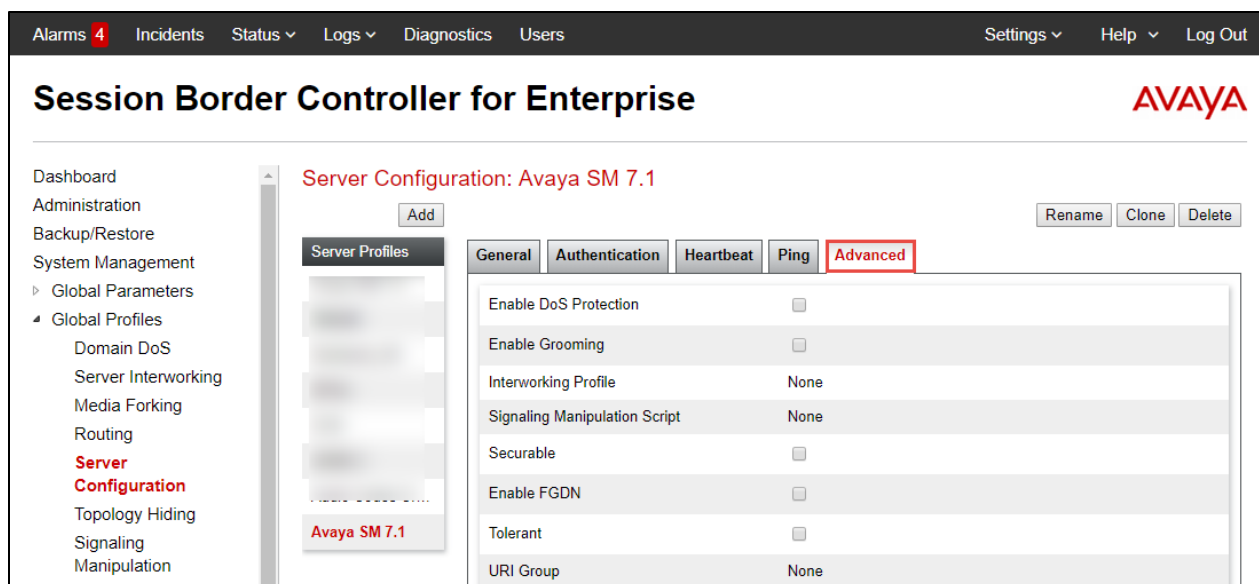 Alarms 4 Incidents Status Logs Diagnostics Users Settings Help Log Out
Session Border Controller for Enterprise
AVAYA
Dashboard
Administration
Backup/Restore
System Management
Global Parameters
Global Profiles
Domain DoS
Server Interworking
Media Forking
Routing
Server
Configuration
Topology Hiding
Signaling
Manipulation
Server Configuration: Avaya SM 7.1
Add
Rename Clone Delete
Server Profiles
Avaya SM 7.1
General Authentication Heartbeat Ping Advanced
Enable DoS Protection
Enable Grooming
Interworking Profile None
Signaling Manipulation Script None
Securable
Enable FGDN
Tolerant
URI Group None